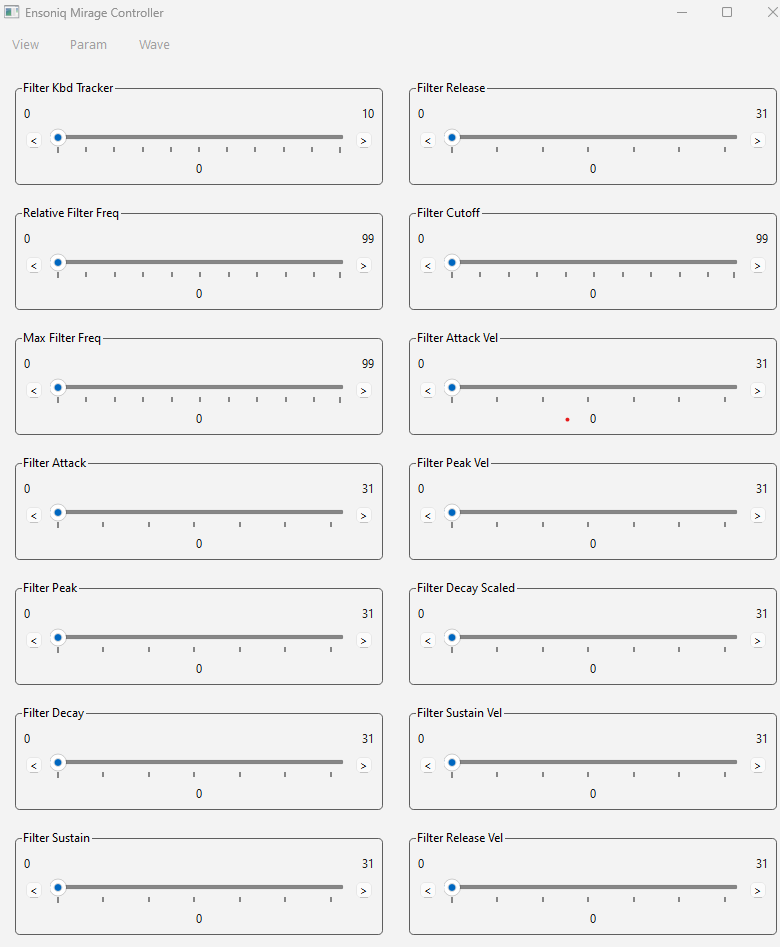 Ensoniq Mirage Controller
View Param Wave
Filter Kbd Tracker
0 10
< >
0
Filter Release
0 31
< >
0
Relative Filter Freq
0 99
< >
0
Filter Cutoff
0 99
< >
0
Max Filter Freq
0 99
< >
0
Filter Attack Vel
0 31
< >
0
Filter Attack
0 31
< >
0
Filter Peak Vel
0 31
< >
0
Filter Peak
0 31
< >
0
Filter Decay Scaled
0 31
< >
0
Filter Decay
0 31
< >
0
Filter Sustain Vel
0 31
< >
0
Filter Sustain
0 31
< >
0
Filter Release Vel
0 31
< >
0